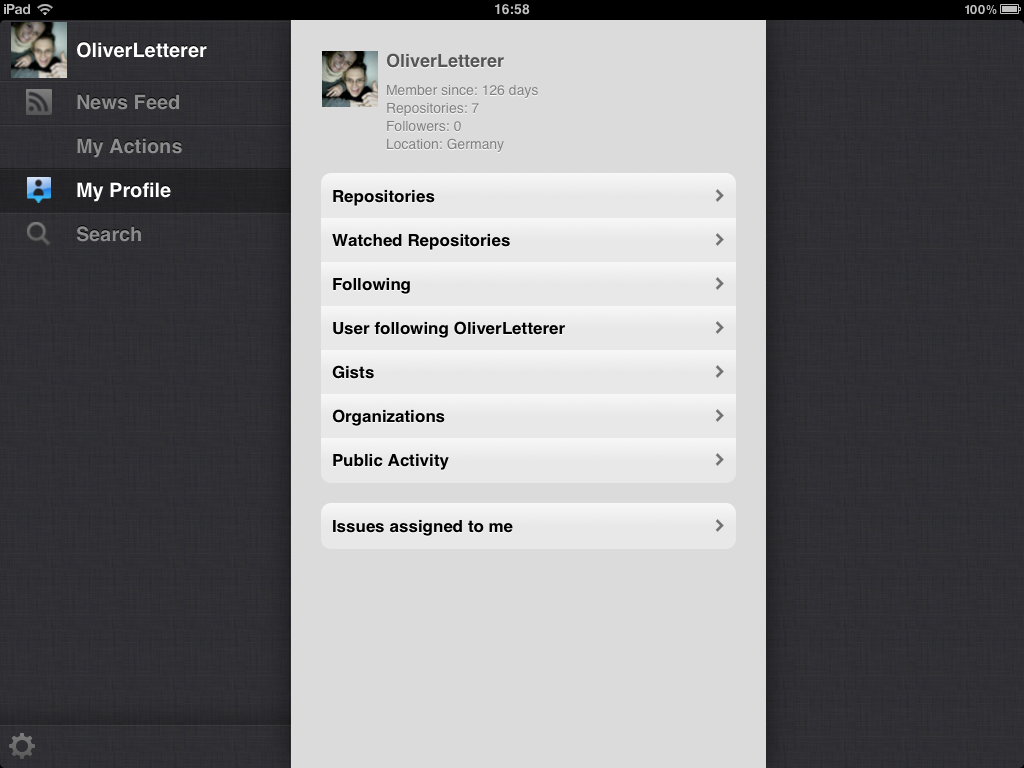 iPad 16:58 100%
OliverLetterer
News Feed
My Actions
My Profile
Search
OliverLetterer
Member since: 126 days
Repositories: 7
Followers: 0
Location: Germany
Repositories
Watched Repositories
Following
User following OliverLetterer
Gists
Organizations
Public Activity
Issues assigned to me